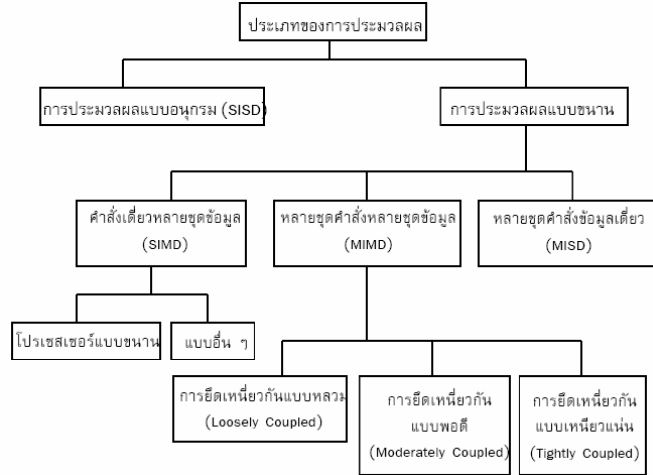 ประเภทของการประมวลผล
การประมวลผลแบบอนุกรม (SISD)
การประมวลผลแบบขนาน
คำสั่งเดี่ยวหลายชุดข้อมูล
(SIMD)
หลายชุดคำสั่งหลายชุดข้อมูล
(MIMD)
หลายชุดคำสั่งข้อมูลเดี่ยว
(MISD)
โปรเซสเซอร์แบบขนาน
แบบอื่น ๆ
การยึดเหนี่ยวกันแบบหลวม
(Loosely Coupled)
การยึดเหนี่ยวกัน
แบบพอดี
(Moderately Coupled)
การยึดเหนี่ยวกัน
แบบเหนียวแน่น
(Tightly Coupled)